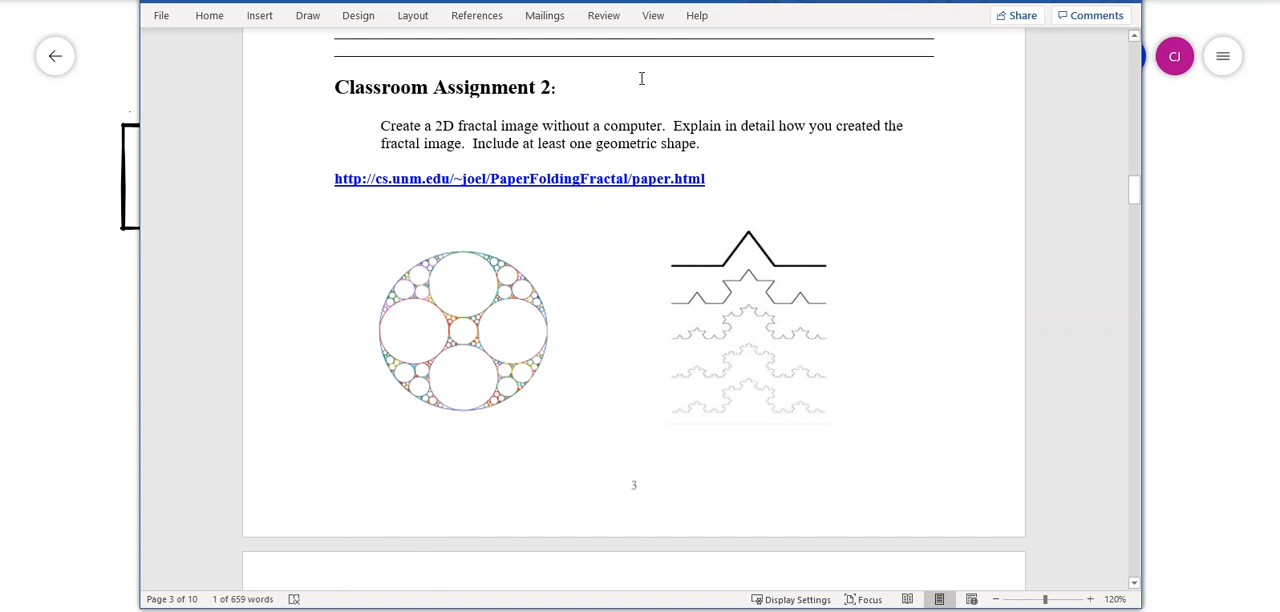 File Home Insert Draw Design Layout References Mailings Review View Help Share Comments
CJ
Classroom Assignment 2:
Create a 2D fractal image without a computer. Explain in detail how you created the
fractal image. Include at least one geometric shape.
http://cs.unm.edu/~joel/PaperFoldingFractal/paper.html
3
Page 3 of 10 1 of 659 words Display Settings Focus 120%